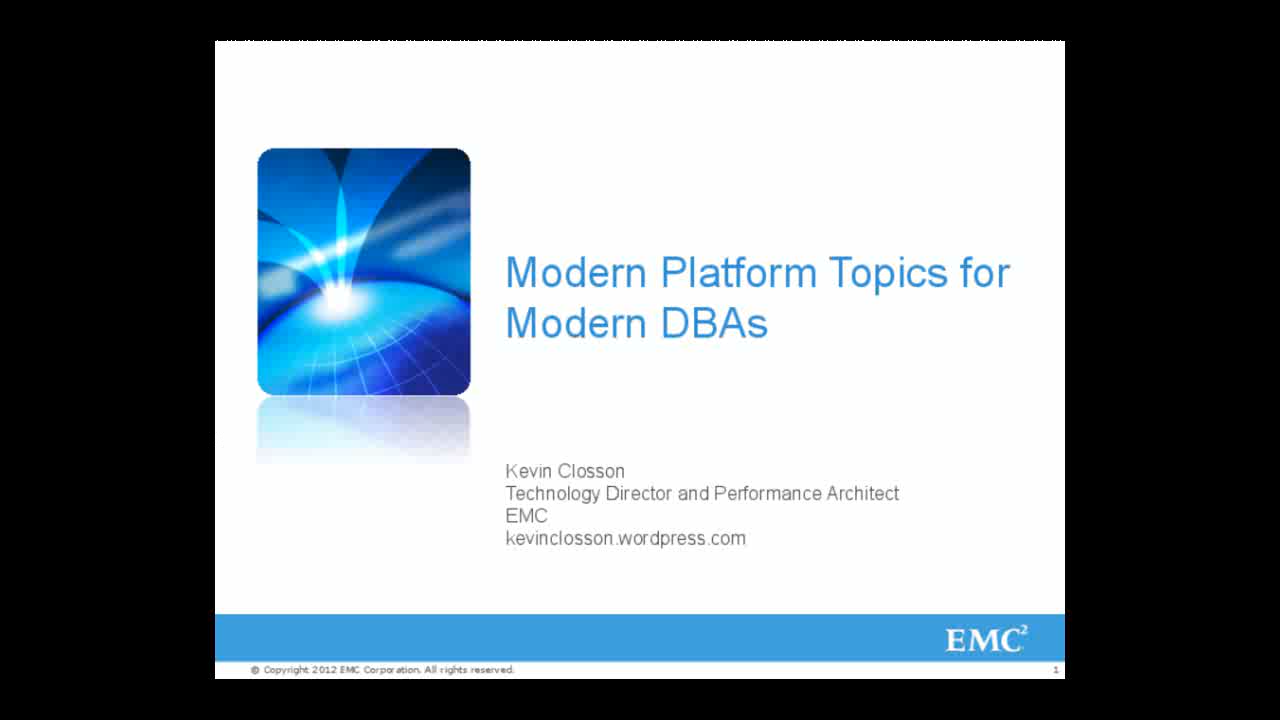 Modern Platform Topics for
Modern DBAs
Kevin Closson
Technology Director and Performance Architect
EMC
kevinclosson.wordpress.com
EMC²
© Copyright 2012 EMC Corporation. All rights reserved.
1